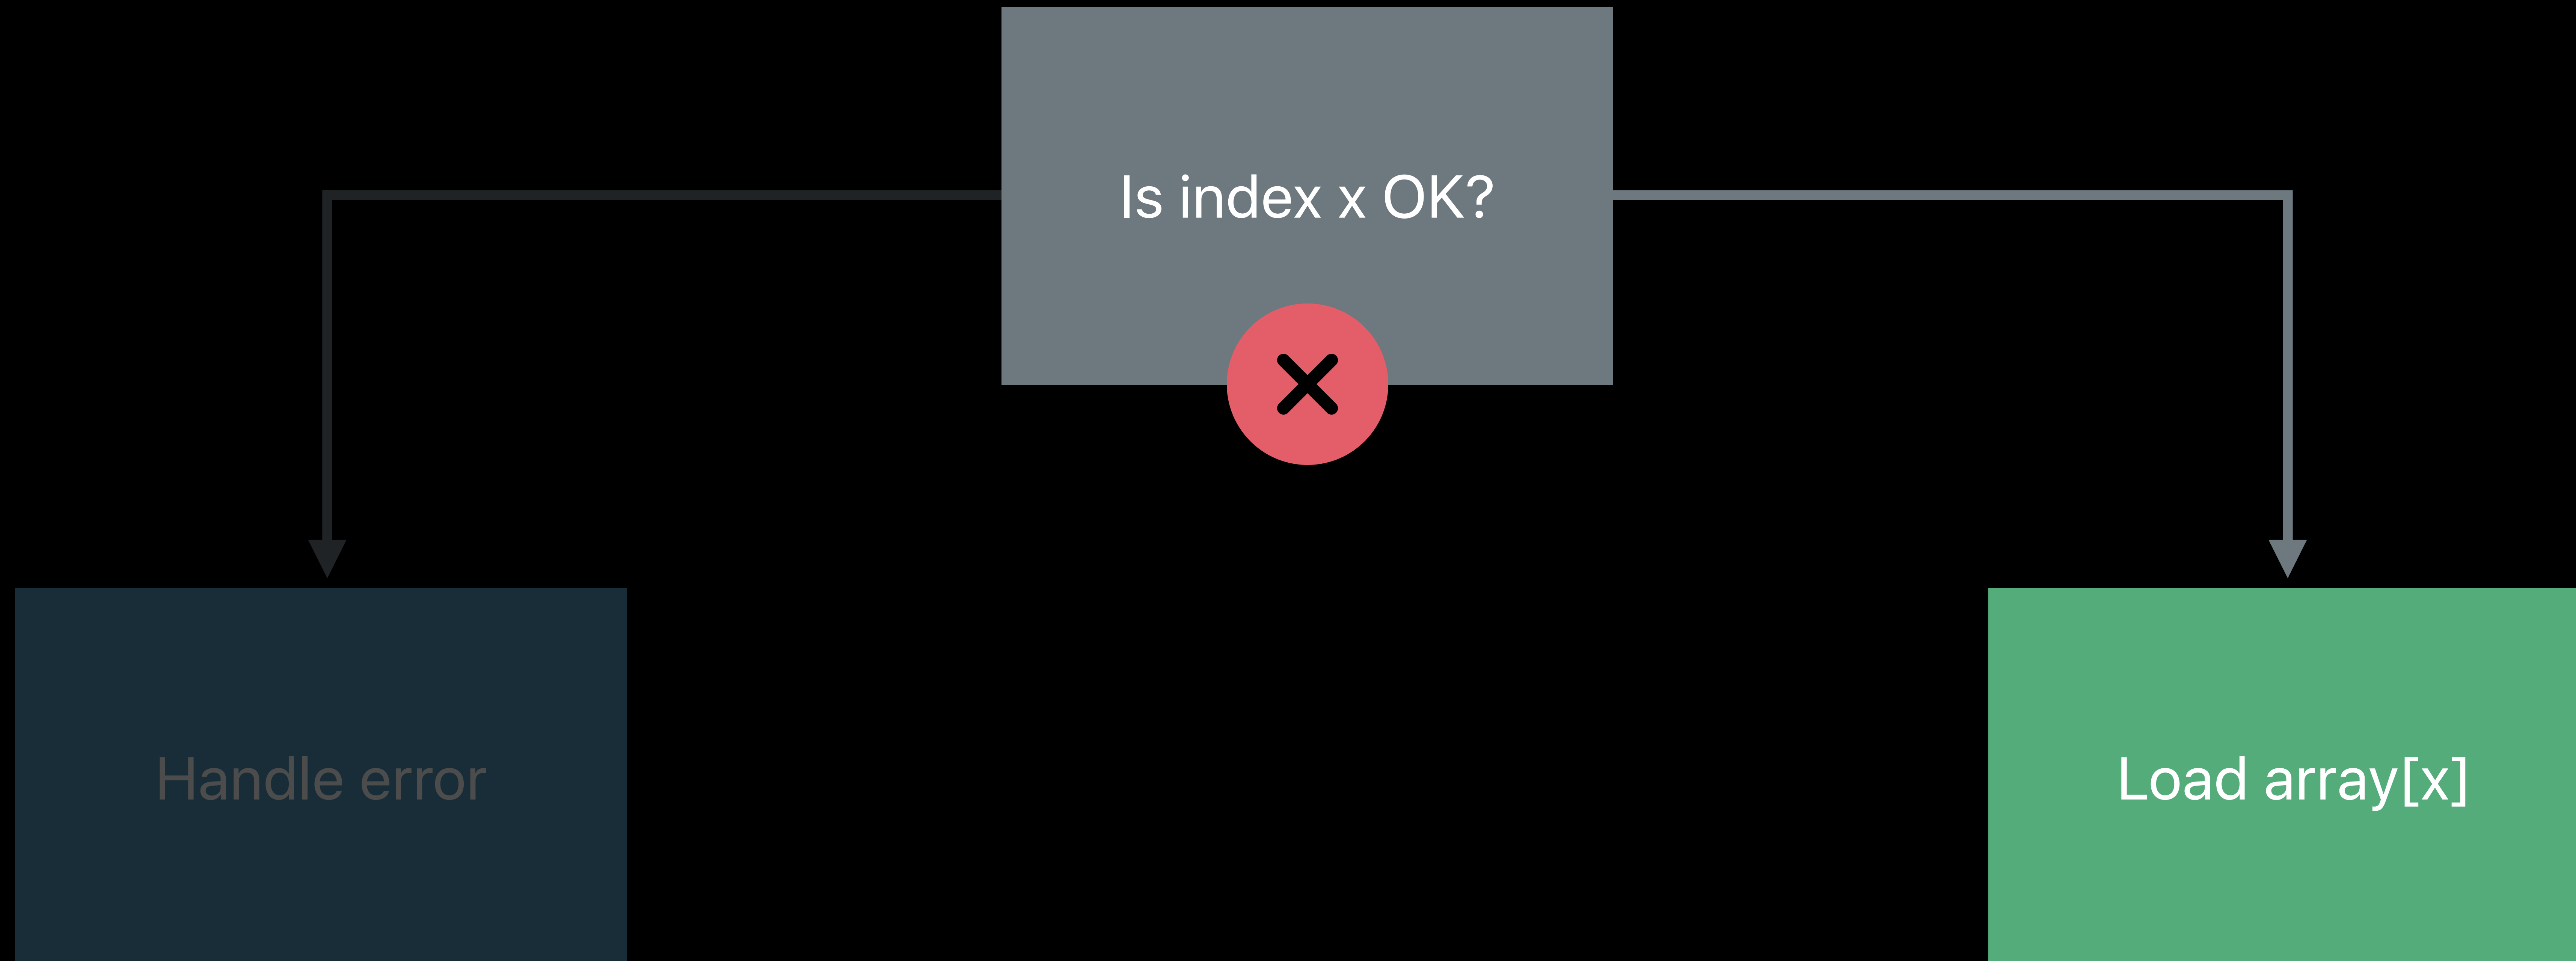 Is index x OK?
Handle error
Load array[x]